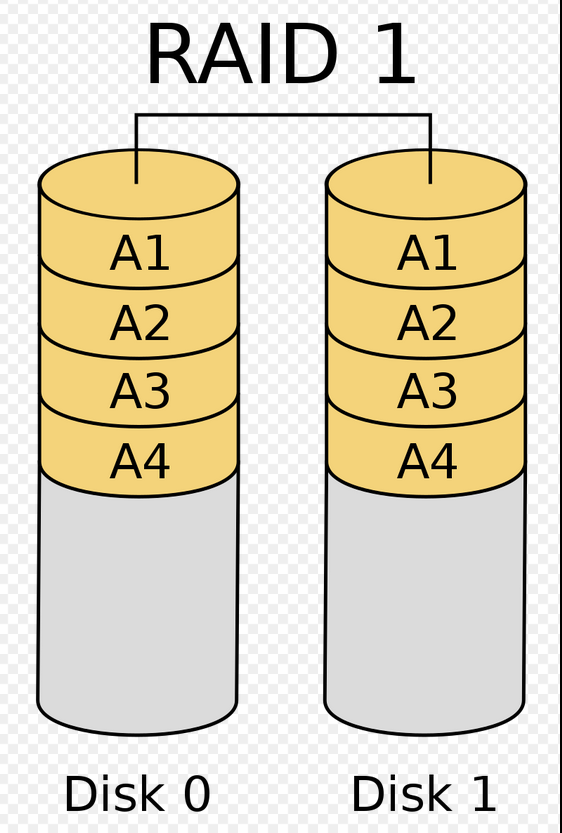 RAID 1
A1 A1
A2 A2
A3 A3
A4 A4
Disk 0 Disk 1